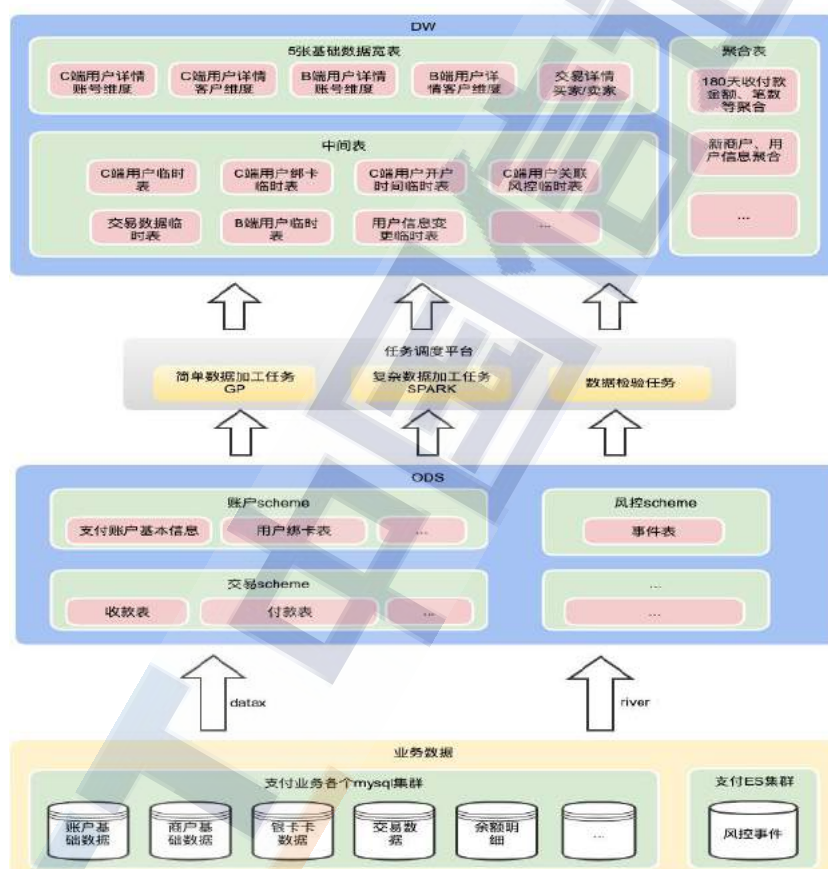 DW
5张基础数据宽表
C端用户详情
账号维度
C端用户详情
客户维度
B端用户详情
账号维度
B端用户详
情客户维度
交易详情
买家/卖家
中间表
C端用户临时
表
C端用户绑卡
临时表
C端用户开户
时间临时表
C端用户关联
风控临时表
交易数据临
时表
B端用户临时
表
用户信息变
更临时表
...
聚合表
180天收付款
金额、笔数
等聚合
新商户、用
户信息聚合
...
任务调度平台
简单数据加工任务
GP
复杂数据加工任务
SPARK
数据检验任务
ODS
账户scheme
支付账户基本信息
用户绑卡表
...
风控scheme
事件表
交易scheme
收款表
付款表
...
...
...
datax
river
业务数据
支付业务各个mysql集群
账户基
础数据
商户基
础数据
银卡卡
数据
交易数
据
余额明
细
...
支付ES集群
风控事件
中国信